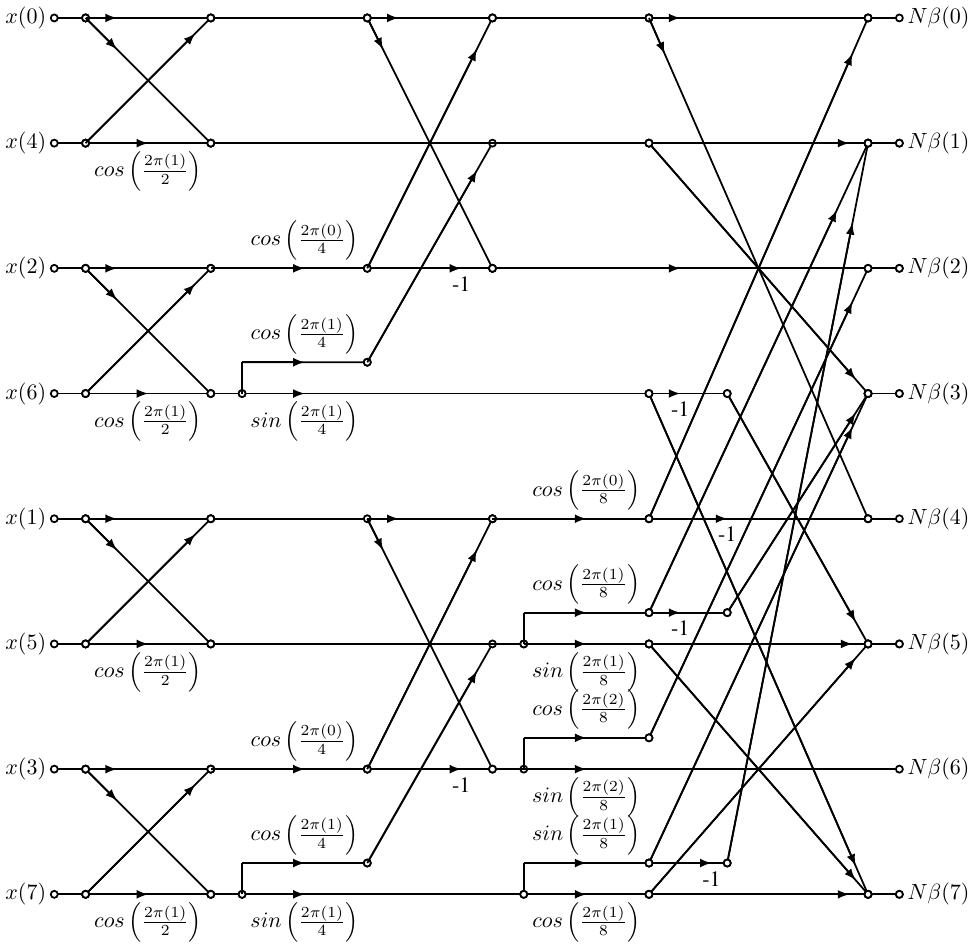 x(0) Nβ(0)
x(4) Nβ(1)
cos(2π(1)/2)
cos(2π(0)/4)
x(2) Nβ(2)
-1
cos(2π(1)/4)
x(6) Nβ(3)
cos(2π(1)/2) sin(2π(1)/4) -1
cos(2π(0)/8)
x(1) Nβ(4)
-1
cos(2π(1)/8)
-1
x(5) Nβ(5)
cos(2π(1)/2) sin(2π(1)/8)
cos(2π(2)/8)
cos(2π(0)/4)
x(3) Nβ(6)
-1 sin(2π(2)/8)
cos(2π(1)/4) sin(2π(1)/8)
-1
x(7) Nβ(7)
cos(2π(1)/2) sin(2π(1)/4) cos(2π(1)/8)